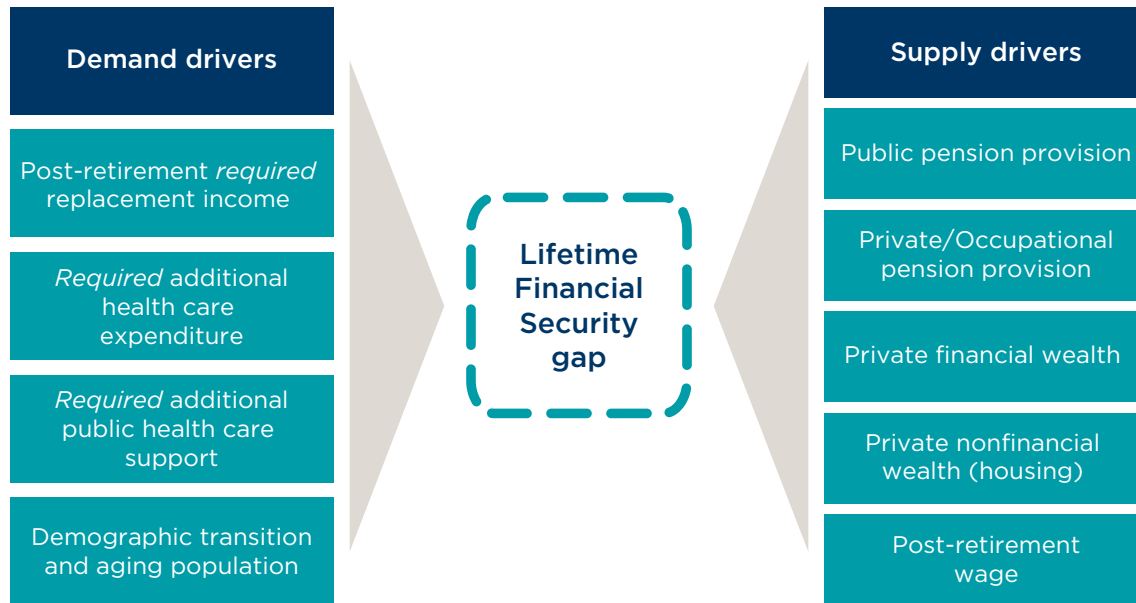 Demand drivers
Post-retirement required
replacement income
Required additional
health care
expenditure
Required additional
public health care
support
Demographic transition
and aging population
Lifetime
Financial
Security
gap
Supply drivers
Public pension provision
Private/Occupational
pension provision
Private financial wealth
Private nonfinancial
wealth (housing)
Post-retirement
wage